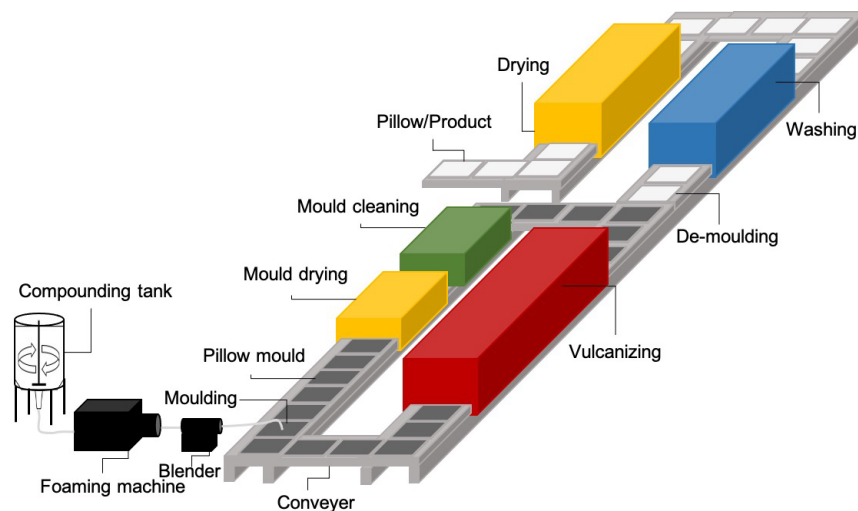 Drying
Pillow/Product
Washing
Mould cleaning
De-moulding
Mould drying
Compounding tank
Vulcanizing
Pillow mould
Moulding
Blender
Foaming machine
Conveyer